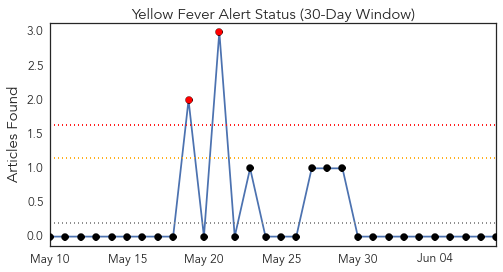 Yellow Fever Alert Status (30-Day Window)
Articles Found
3.0
2.5
2.0
1.5
1.0
0.5
0.0
May 10 May 15 May 20 May 25 May 30 Jun 04